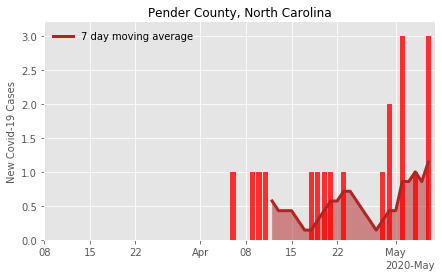 Pender County, North Carolina
7 day moving average
New Covid-19 Cases
3.0
2.5
2.0
1.5
1.0
0.5
0.0
08 15 22 Apr 08 15 22 May
2020-May